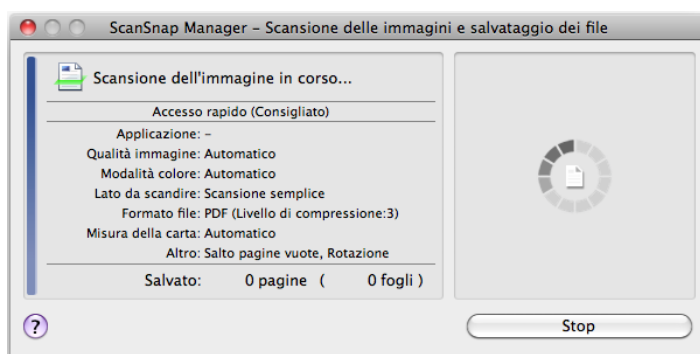 ScanSnap Manager – Scansione delle immagini e salvataggio dei file
Scansione dell'immagine in corso...
Accesso rapido (Consigliato)
Applicazione: –
Qualità immagine: Automatico
Modalità colore: Automatico
Lato da scandire: Scansione semplice
Formato file: PDF (Livello di compressione:3)
Misura della carta: Automatico
Altro: Salto pagine vuote, Rotazione
Salvato: 0 pagine ( 0 fogli )
?
Stop